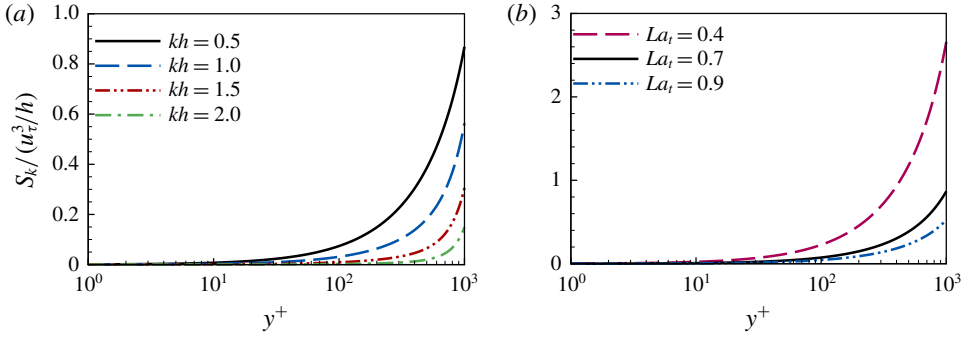 (a)
1.0
0.8
0.6
0.4
0.2
0
S_k/(u_τ^3/h)
kh = 0.5
kh = 1.0
kh = 1.5
kh = 2.0
10^0 10^1 10^2 10^3
y^+
(b)
3
2
1
0
La_t = 0.4
La_t = 0.7
La_t = 0.9
10^0 10^1 10^2 10^3
y^+